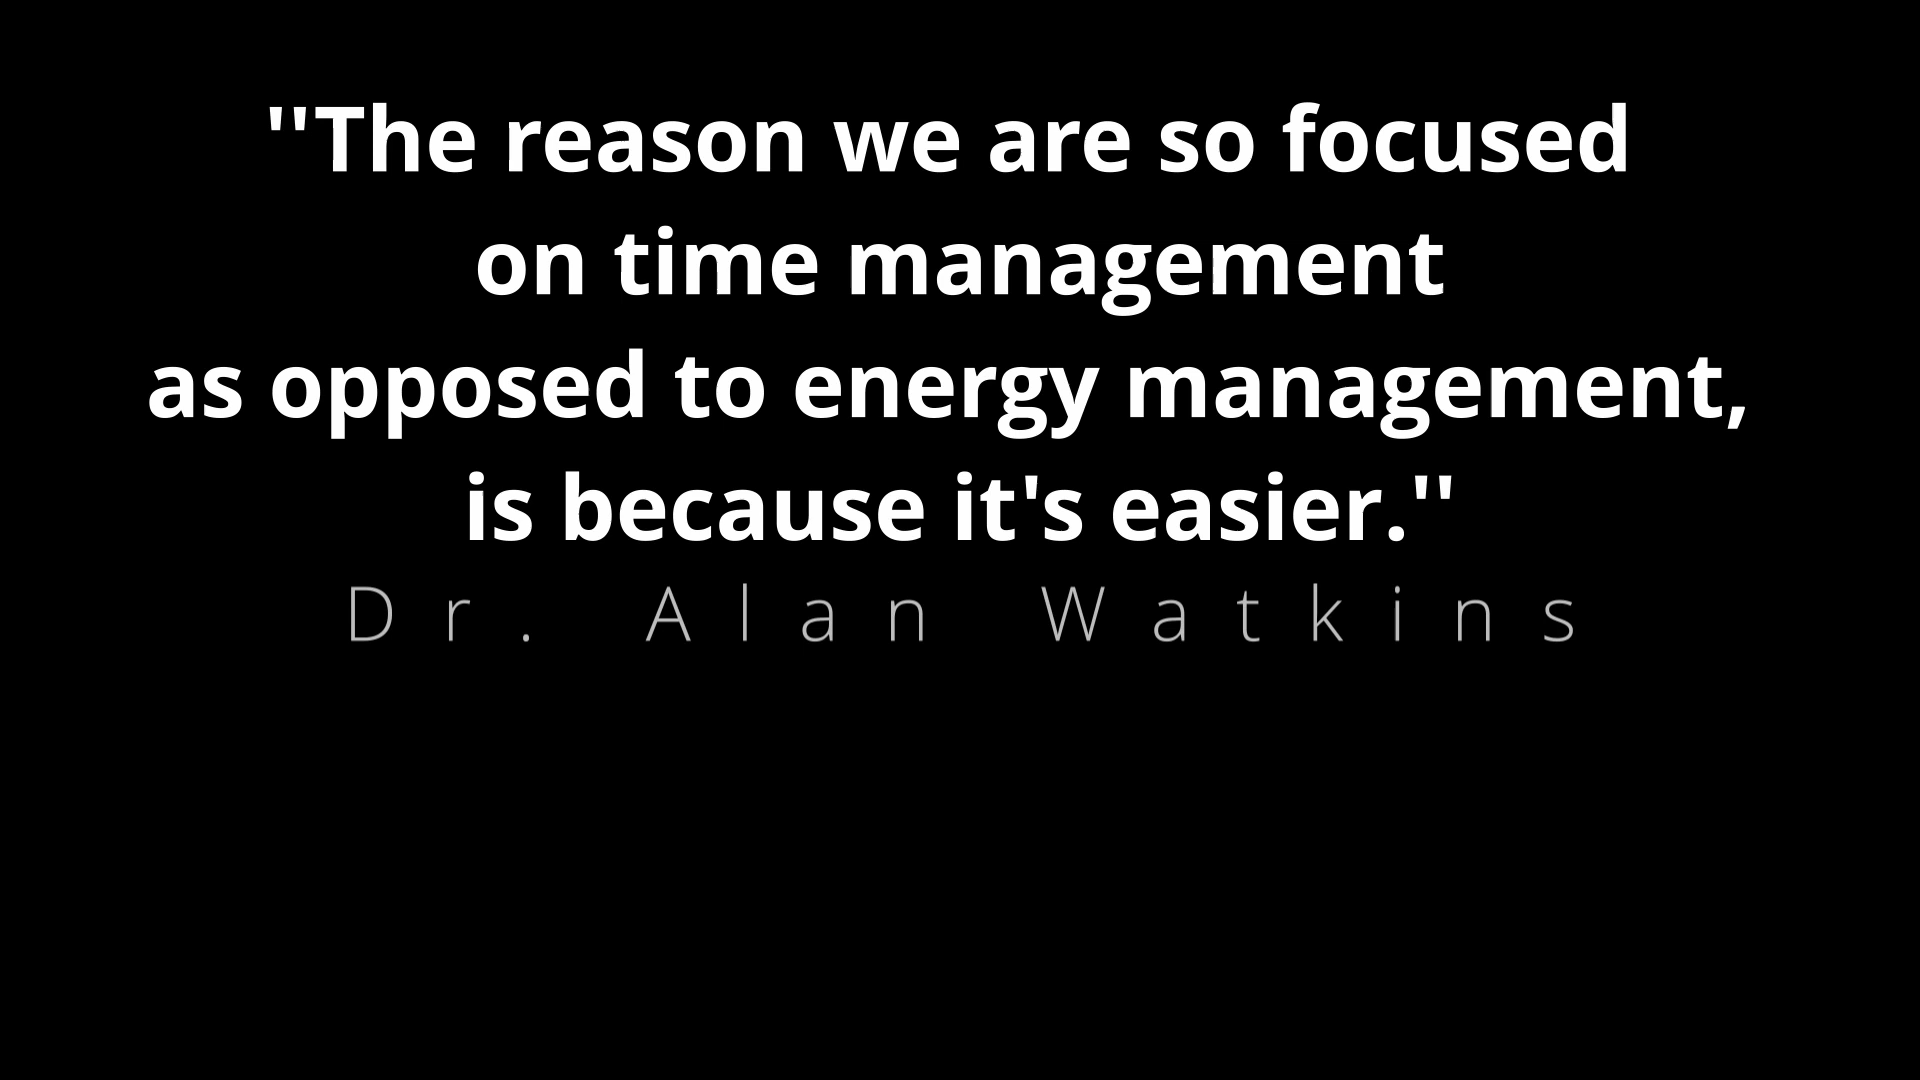 ''The reason we are so focused
on time management
as opposed to energy management,
is because it's easier.''
Dr. Alan Watkins